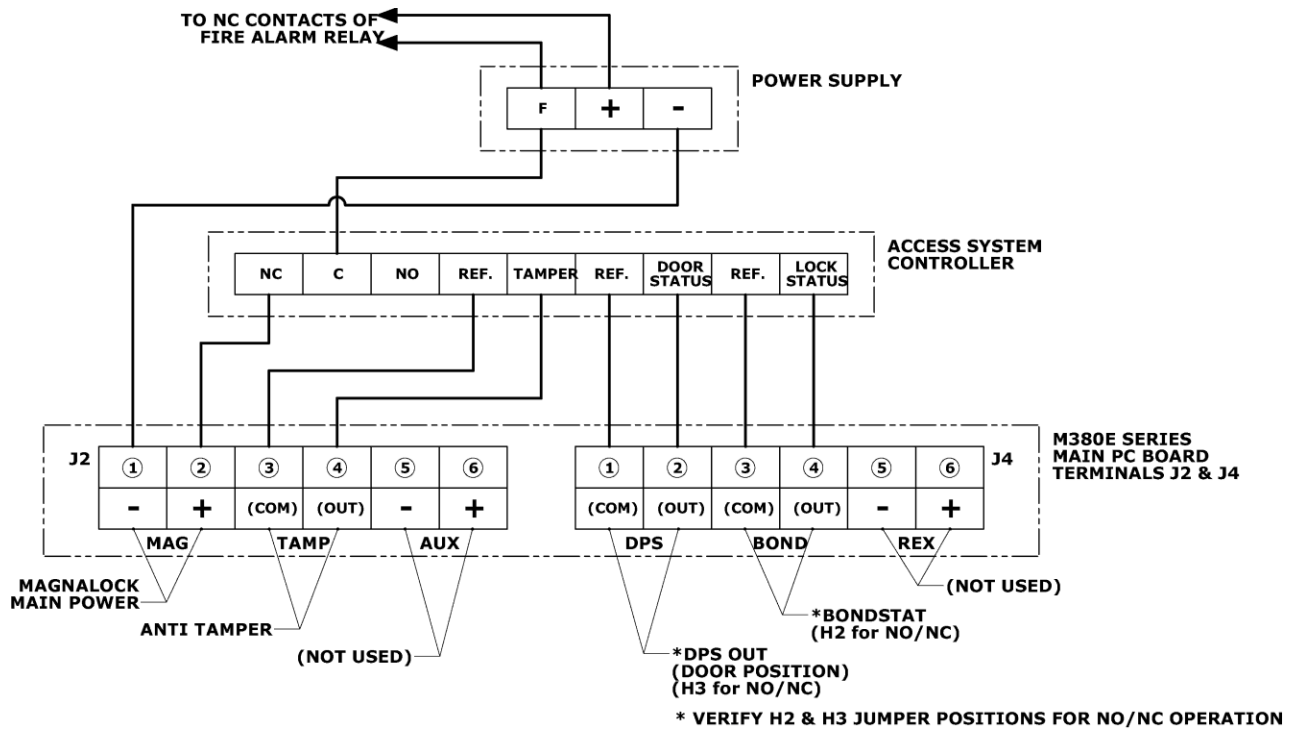 TO NC CONTACTS OF
FIRE ALARM RELAY
POWER SUPPLY
F + -
ACCESS SYSTEM
CONTROLLER
NC C NO REF. TAMPER REF. DOOR STATUS REF. LOCK STATUS
M380E SERIES
MAIN PC BOARD
TERMINALS J2 & J4
J2 ① ② ③ ④ ⑤ ⑥ ① ② ③ ④ ⑤ ⑥ J4
- + (COM) (OUT) - + (COM) (OUT) (COM) (OUT) - +
MAG TAMP AUX DPS BOND REX
MAGNALOCK
MAIN POWER
ANTI TAMPER
(NOT USED)
*DPS OUT
(DOOR POSITION)
(H3 for NO/NC)
*BONDSTAT
(H2 for NO/NC)
(NOT USED)
* VERIFY H2 & H3 JUMPER POSITIONS FOR NO/NC OPERATION